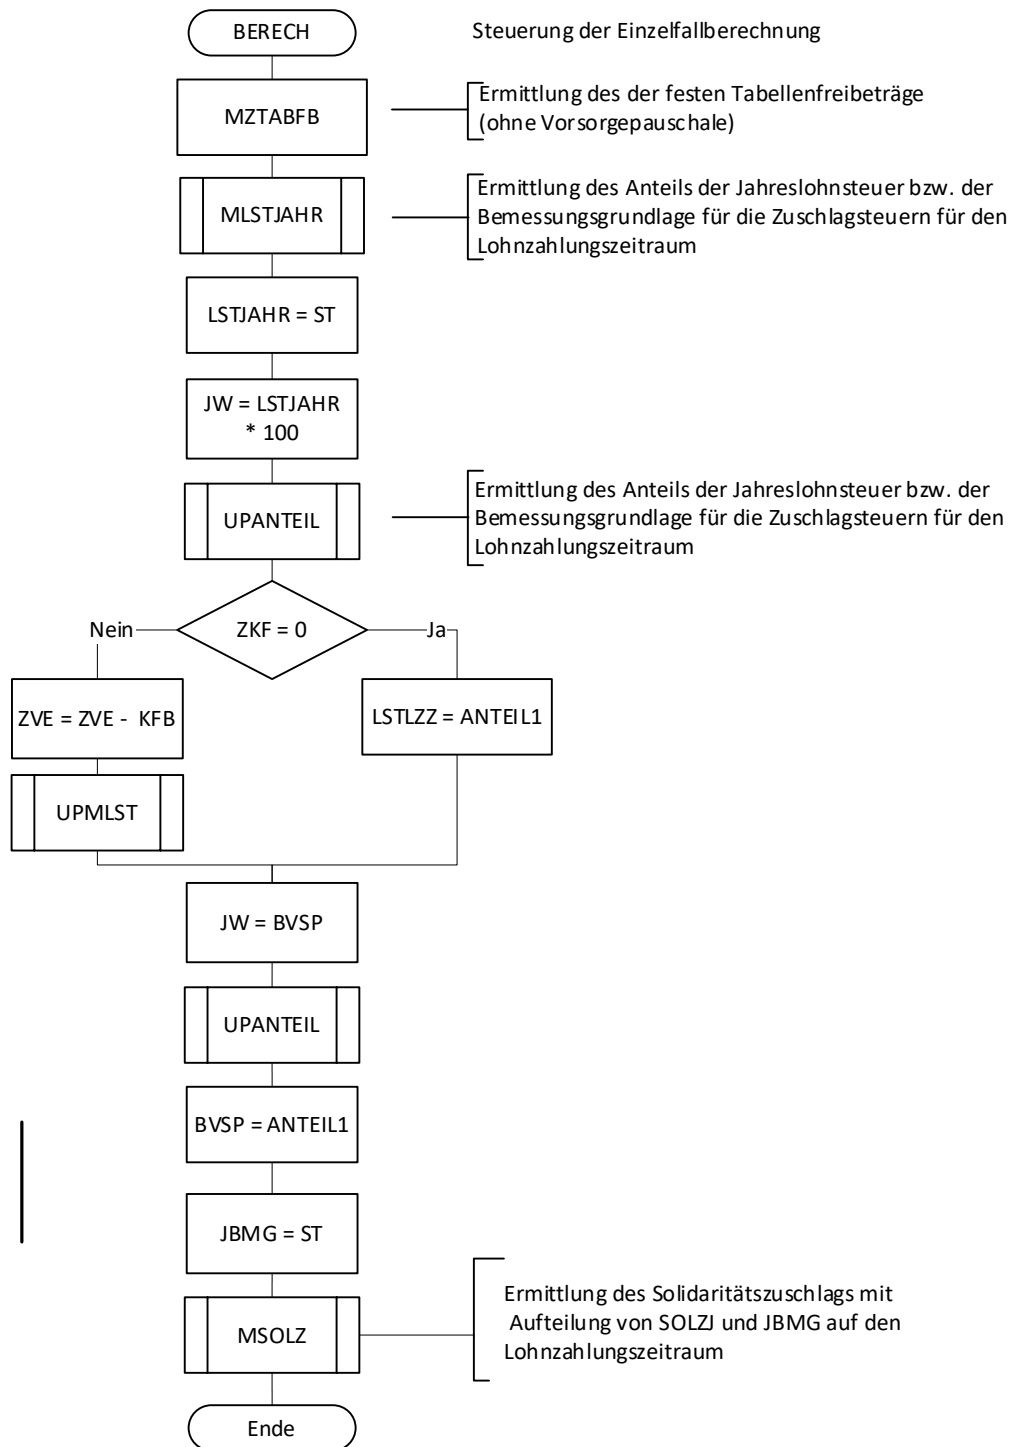 BERECH
Steuerung der Einzelfallberechnung
MZTABFB
Ermittlung des der festen Tabellenfreibeträge
(ohne Vorsorgepauschale)
MLSTJAHR
Ermittlung des Anteils der Jahreslohnsteuer bzw. der
Bemessungsgrundlage für die Zuschlagsteuern für den
Lohnzahlungszeitraum
LSTJAHR = ST
JW = LSTJAHR
* 100
UPANTEIL
Ermittlung des Anteils der Jahreslohnsteuer bzw. der
Bemessungsgrundlage für die Zuschlagsteuern für den
Lohnzahlungszeitraum
Nein
ZKF = 0
Ja
ZVE = ZVE - KFB
LSTLZZ = ANTEIL1
UPMLST
JW = BVSP
UPANTEIL
BVSP = ANTEIL1
JBMG = ST
MSOLZ
Ermittlung des Solidaritätszuschlags mit
Aufteilung von SOLZJ und JBMG auf den
Lohnzahlungszeitraum
Ende